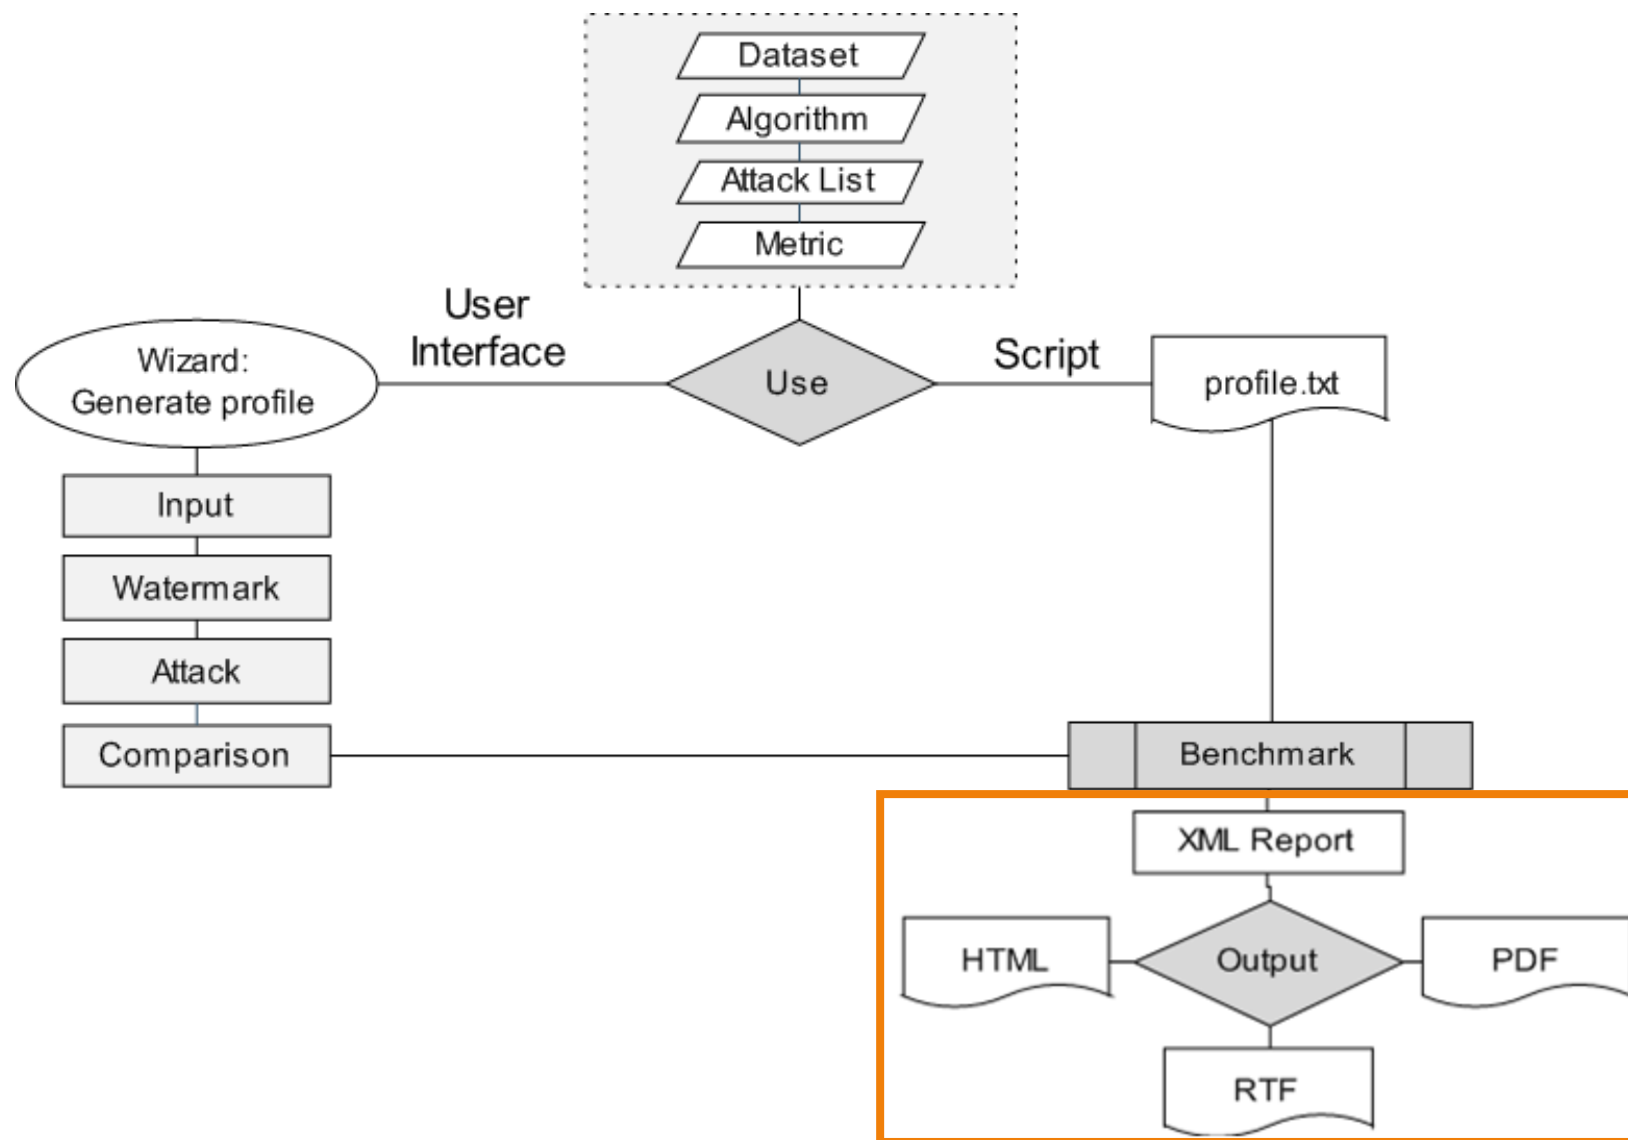 Dataset
Algorithm
Attack List
Metric
User
Interface
Script
Wizard:
Generate profile
Use
profile.txt
Input
Watermark
Attack
Comparison
Benchmark
XML Report
HTML
Output
PDF
RTF